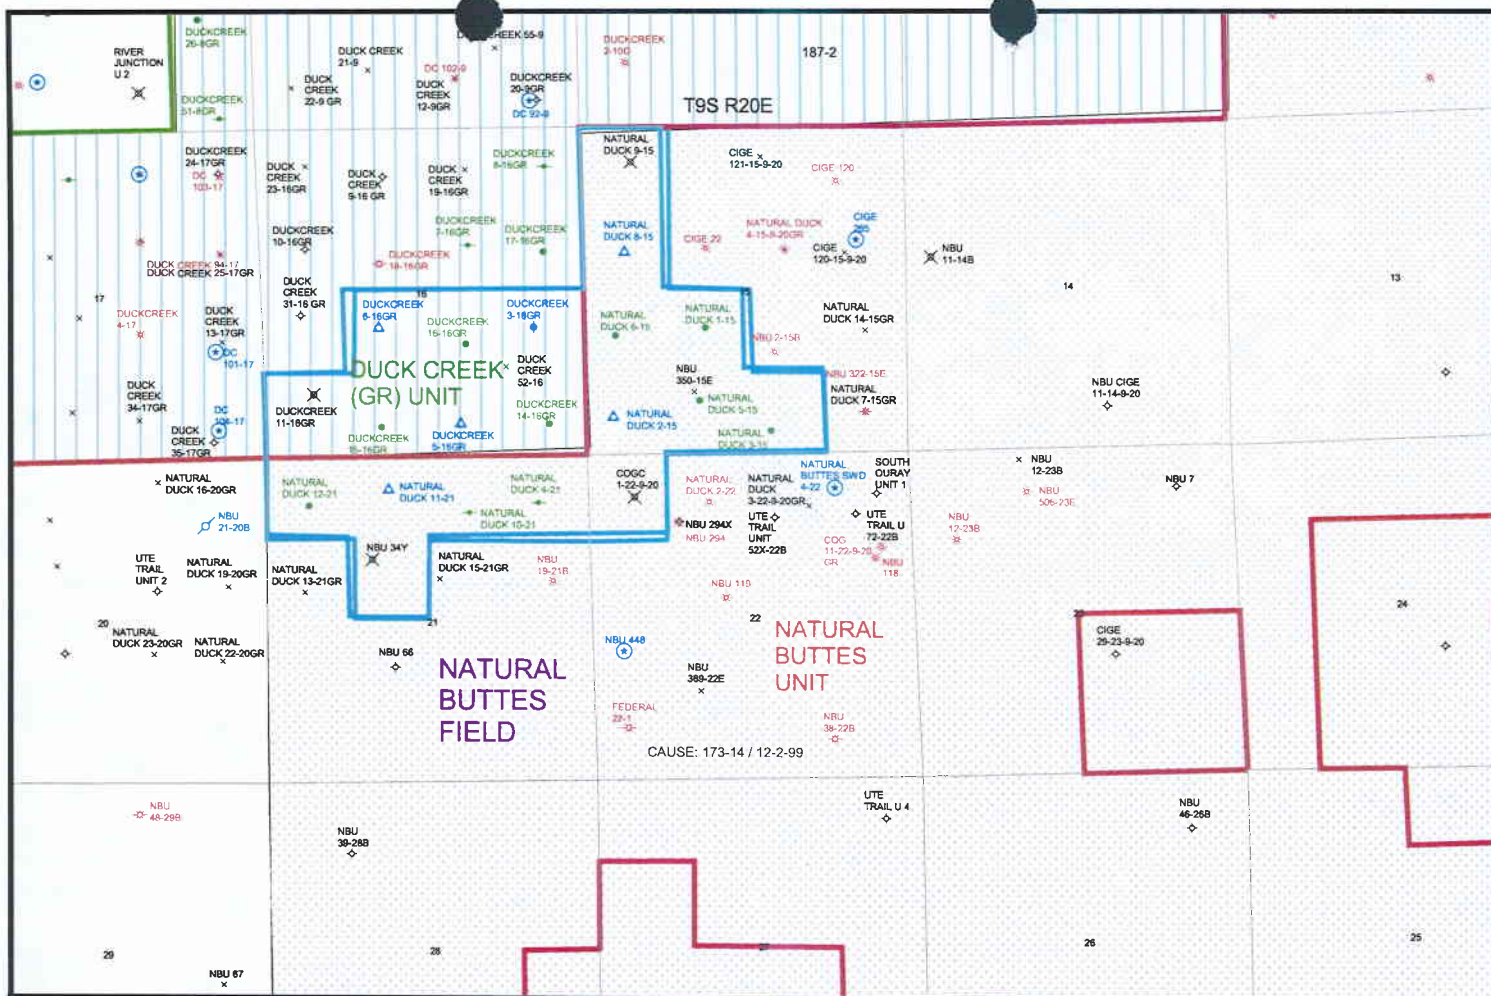 DUCKCREEK
26-8GR
RIVER
JUNCTION
U 2
DUCKCREEK
51-8GR
DUCK CREEK
21-9
DUCK
CREEK
22-9 GR
55-9
DC 102-9
DUCK
CREEK
12-9GR
DUCKCREEK
20-9GR
DC 92-9
DUCKCREEK
187-2
T9S R20E
DUCKCREEK
24-17GR
DC
103-17
DUCK
CREEK
23-16GR
DUCK
CREEK
9-16 GR
DUCK
CREEK
19-16GR
DUCKCREEK
8-16GR
NATURAL
DUCK 9-15
CIGE
121-15-9-20
CIGE 120
DUCKCREEK
10-16GR
DUCKCREEK
7-16GR
DUCKCREEK
17-16GR
NATURAL
DUCK 8-15
CIGE 22
NATURAL DUCK
4-15-9-20GR
CIGE
CIGE
120-15-9-20
NBU
11-14B
DUCK CREEK 94-17
DUCK CREEK 25-17GR
DUCKCREEK
18-16GR
17
DUCK
CREEK
31-16 GR
16
15
14
13
DUCKCREEK
4-17
DUCK
CREEK
13-17GR
DC
101-17
DUCKCREEK
6-16GR
DUCKCREEK
16-16GR
DUCKCREEK
3-16GR
NATURAL
DUCK 6-15
NATURAL
DUCK 1-15
NATURAL
DUCK 14-15GR
NBU 2-15B
DUCK CREEK
(GR) UNIT
DUCK
CREEK
52-16
NBU
350-15E
NBU 322-15E
NATURAL
DUCK 7-15GR
NBU CIGE
11-14-9-20
DUCK
CREEK
34-17GR
DC
104-17
DUCK
CREEK
35-17GR
DUCKCREEK
11-16GR
DUCKCREEK
15-16GR
DUCKCREEK
5-16GR
DUCKCREEK
14-16GR
NATURAL
DUCK 2-15
NATURAL
DUCK 5-15
NATURAL
DUCK 3-15
NATURAL
DUCK 16-20GR
NATURAL
DUCK 12-21
NATURAL
DUCK 11-21
NATURAL
DUCK 4-21
NATURAL
DUCK 10-21
COGC
1-22-9-20
NATURAL
DUCK 2-22
NATURAL
DUCK
3-22-9-20GR
NATURAL
BUTTES SWD
4-22
SOUTH
OURAY
UNIT 1
NBU
12-23B
NBU 7
NBU
506-23E
NBU
21-20B
NBU 294X
NBU 294
UTE
TRAIL
UNIT
52X-22B
UTE
TRAIL U
72-22B
COG
11-22-9-20
GR
NBU
118
NBU
12-23B
UTE
TRAIL
UNIT 2
NATURAL
DUCK 19-20GR
NATURAL
DUCK 13-21GR
NBU 34Y
NATURAL
DUCK 15-21GR
NBU
19-21B
NBU 119
20
21
22
23
24
NATURAL
DUCK 23-20GR
NATURAL
DUCK 22-20GR
NBU 66
NATURAL
BUTTES
FIELD
NBU 448
NBU
389-22E
NATURAL
BUTTES
UNIT
CIGE
29-23-9-20
FEDERAL
22-1
NBU
38-22B
CAUSE: 173-14 / 12-2-99
NBU
48-29B
NBU
39-28B
UTE
TRAIL U 4
NBU
46-26B
29
28
27
26
25
NBU 67